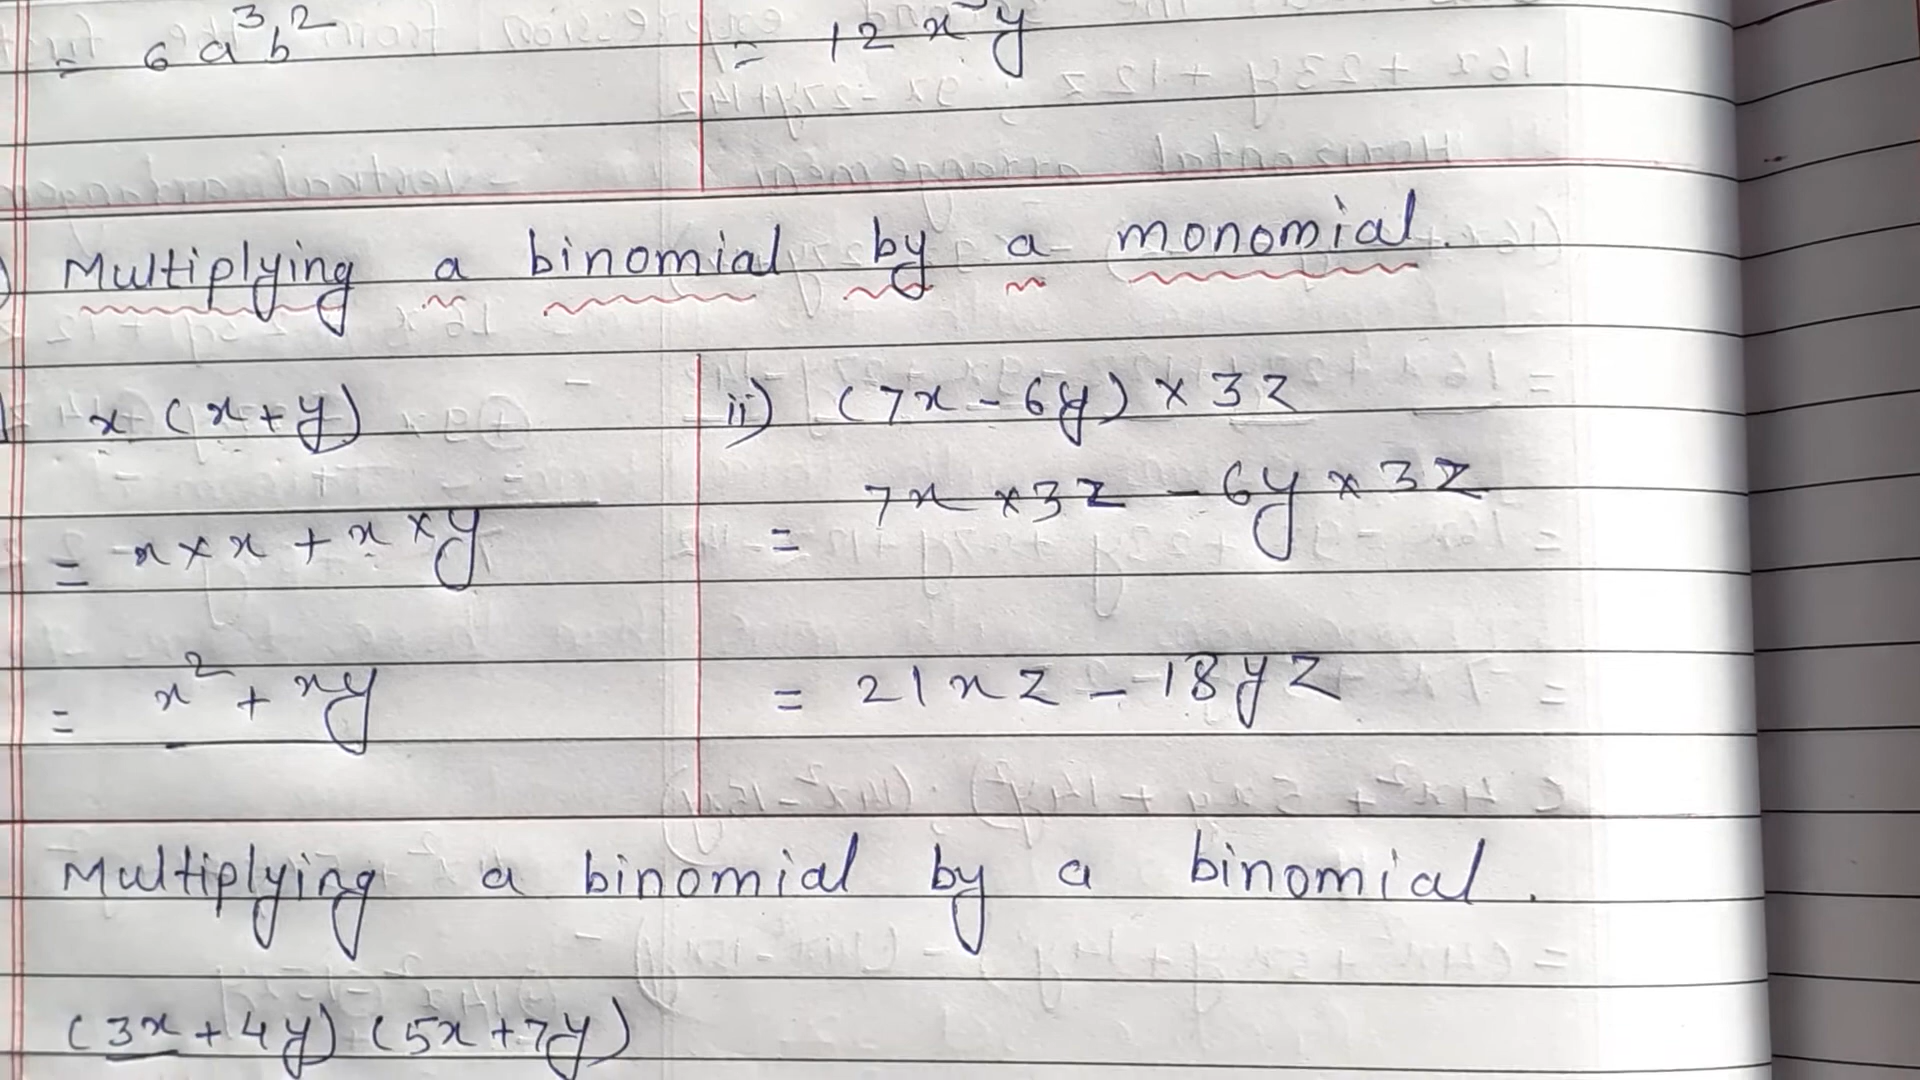 = 6a³b²
= 12x y
Multiplying a binomial by a monomial.
x (x+y)
= x×x + x×y
= x² + xy
ii) (7x - 6y) × 3z
= 7x ×3z - 6y × 3z
= 21xz - 18yz
Multiplying a binomial by a binomial.
(3x + 4y) (5x +7y)